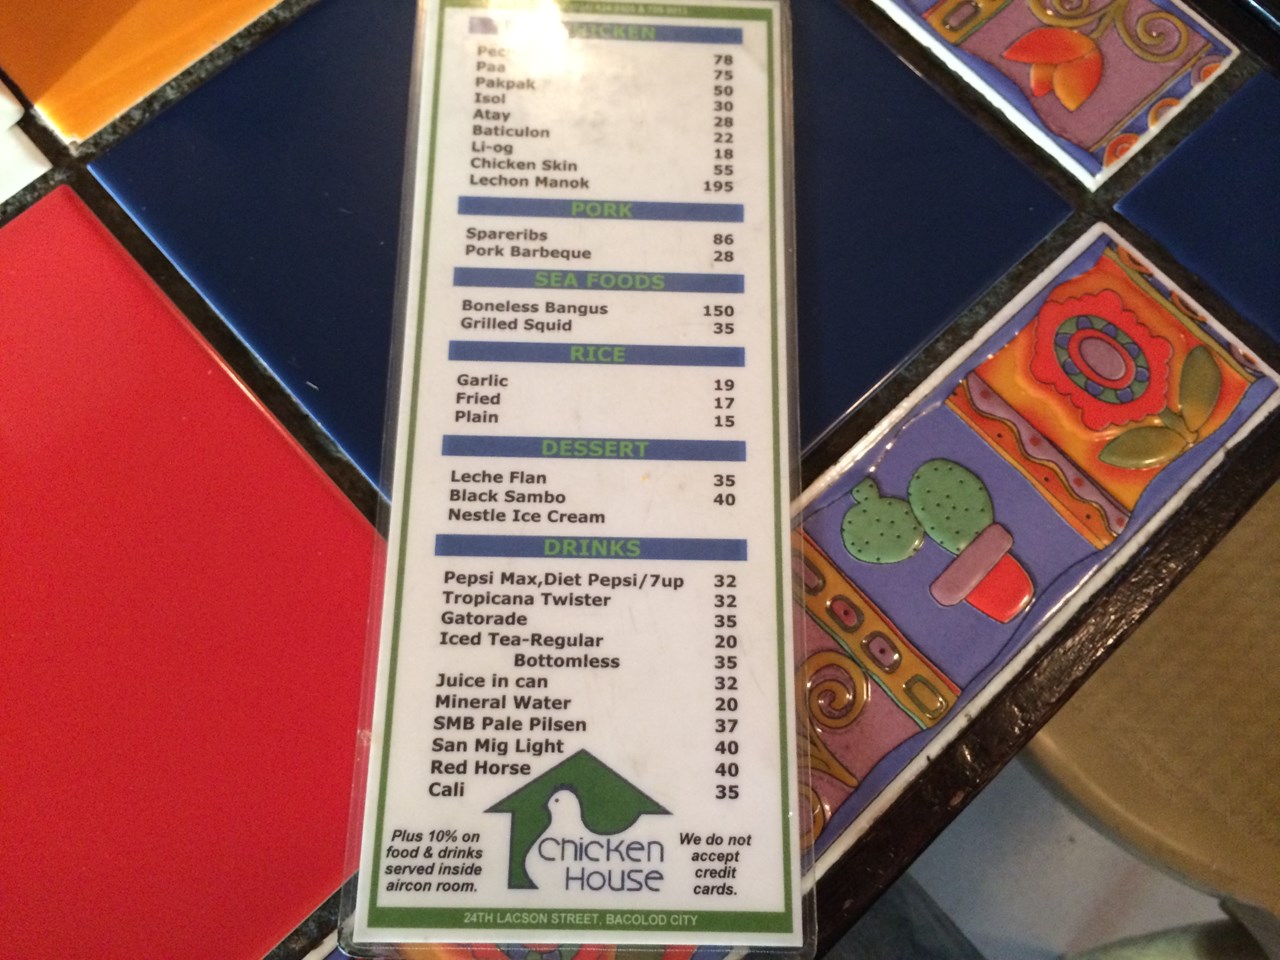 CHICKEN
78
Paa 75
Pakpak 50
Isol 30
Atay 28
Baticulon 22
Li-og 18
Chicken Skin 55
Lechon Manok 195
PORK
Spareribs 86
Pork Barbeque 28
SEA FOODS
Boneless Bangus 150
Grilled Squid 35
RICE
Garlic 19
Fried 17
Plain 15
DESSERT
Leche Flan 35
Black Sambo 40
Nestle Ice Cream
DRINKS
Pepsi Max,Diet Pepsi/7up 32
Tropicana Twister 32
Gatorade 35
Iced Tea-Regular 20
Bottomless 35
Juice in can 32
Mineral Water 20
SMB Pale Pilsen 37
San Mig Light 40
Red Horse 40
Cali 35
Plus 10% on
food & drinks
served inside
aircon room.
Chicken
House
We do not
accept
credit
cards.
24TH LACSON STREET, BACOLOD CITY